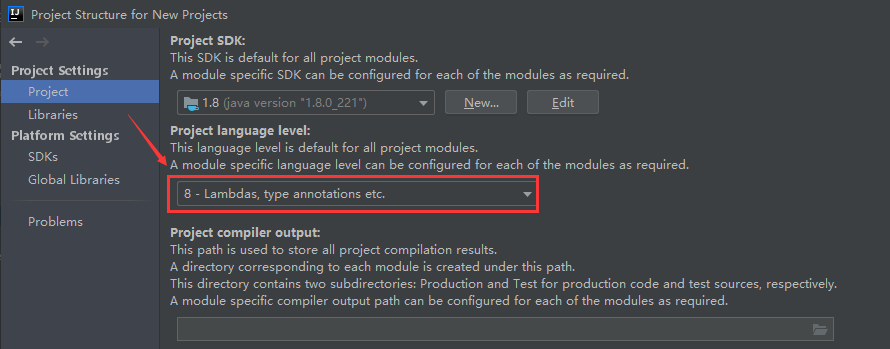 IJ Project Structure for New Projects
Project Settings
Project
Libraries
Platform Settings
SDKs
Global Libraries
Problems
Project SDK:
This SDK is default for all project modules.
A module specific SDK can be configured for each of the modules as required.
1.8 (java version "1.8.0_221")
New...
Edit
Project language level:
This language level is default for all project modules.
A module specific language level can be configured for each of the modules as required.
8 - Lambdas, type annotations etc.
Project compiler output:
This path is used to store all project compilation results.
A directory corresponding to each module is created under this path.
This directory contains two subdirectories: Production and Test for production code and test sources, respectively.
A module specific compiler output path can be configured for each of the modules as required.